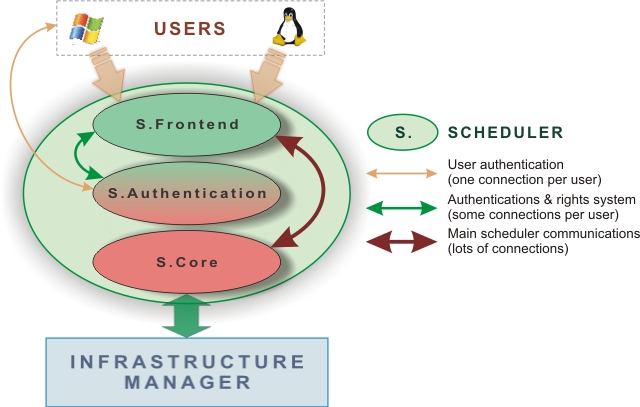 USERS
S.Frontend
S.Authentication
S.Core
INFRASTRUCTURE
MANAGER
S.
SCHEDULER
User authentication
(one connection per user)
Authentications & rights system
(some connections per user)
Main scheduler communications
(lots of connections)